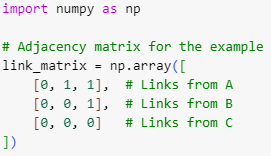 import numpy as np

# Adjacency matrix for the example
link_matrix = np.array([
    [0, 1, 1],  # Links from A
    [0, 0, 1],  # Links from B
    [0, 0, 0]   # Links from C
])